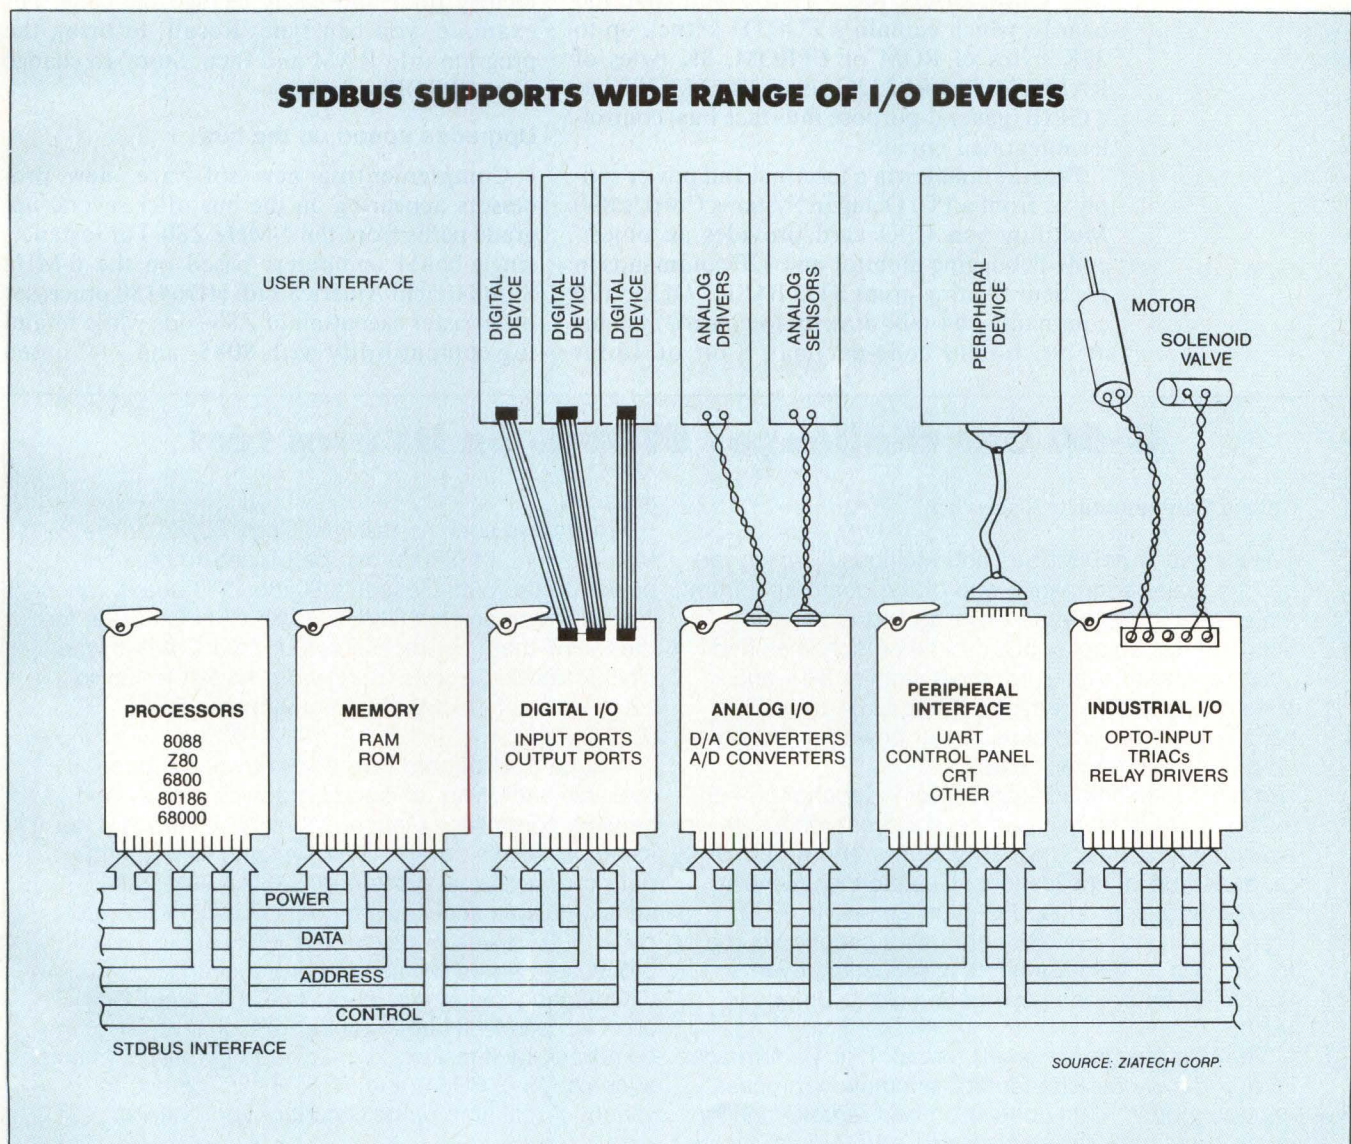 STDBUS SUPPORTS WIDE RANGE OF I/O DEVICES
USER INTERFACE
DIGITAL
DEVICE
DIGITAL
DEVICE
DIGITAL
DEVICE
ANALOG
DRIVERS
ANALOG
SENSORS
PERIPHERAL
DEVICE
MOTOR
SOLENOID
VALVE
PROCESSORS
8088
Z80
6800
80186
68000
MEMORY
RAM
ROM
DIGITAL I/O
INPUT PORTS
OUTPUT PORTS
ANALOG I/O
D/A CONVERTERS
A/D CONVERTERS
PERIPHERAL
INTERFACE
UART
CONTROL PANEL
CRT
OTHER
INDUSTRIAL I/O
OPTO-INPUT
TRIACs
RELAY DRIVERS
POWER
DATA
ADDRESS
CONTROL
STDBUS INTERFACE
SOURCE: ZIATECH CORP.